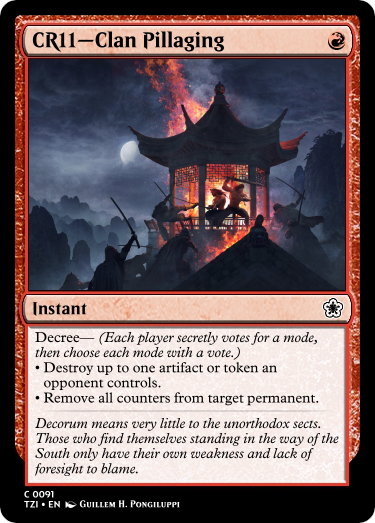 CR11—Clan Pillaging
Instant
Decree— (Each player secretly votes for a mode,
then choose each mode with a vote.)
• Destroy up to one artifact or token an
opponent controls.
• Remove all counters from target permanent.
Decorum means very little to the unorthodox sects.
Those who find themselves standing in the way of the
South only have their own weakness and lack of
foresight to blame.
C 0091
TZI • EN Guillem H. Pongiluppi